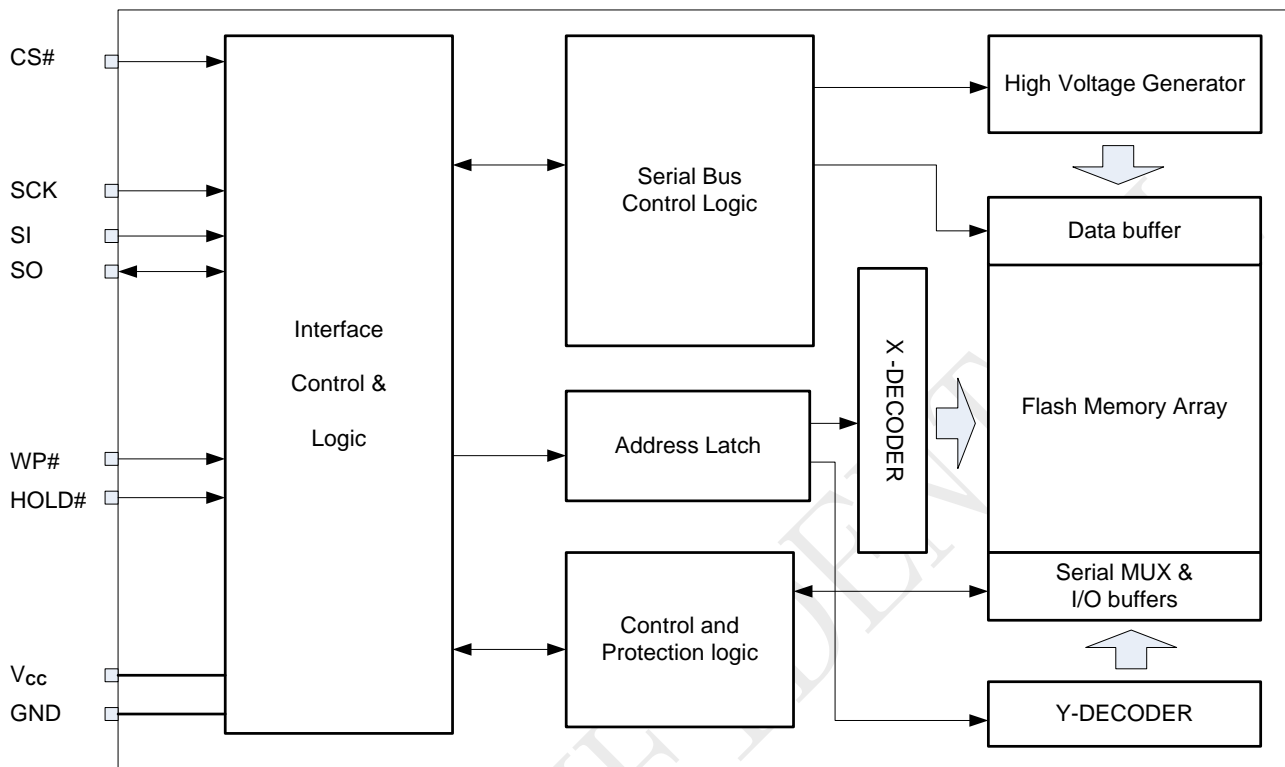 CS#
SCK
SI
SO
WP#
HOLD#
Vcc
GND
Interface
Control &
Logic
Serial Bus
Control Logic
Address Latch
Control and
Protection logic
X -DECODER
High Voltage Generator
Data buffer
Flash Memory Array
Serial MUX &
I/O buffers
Y-DECODER